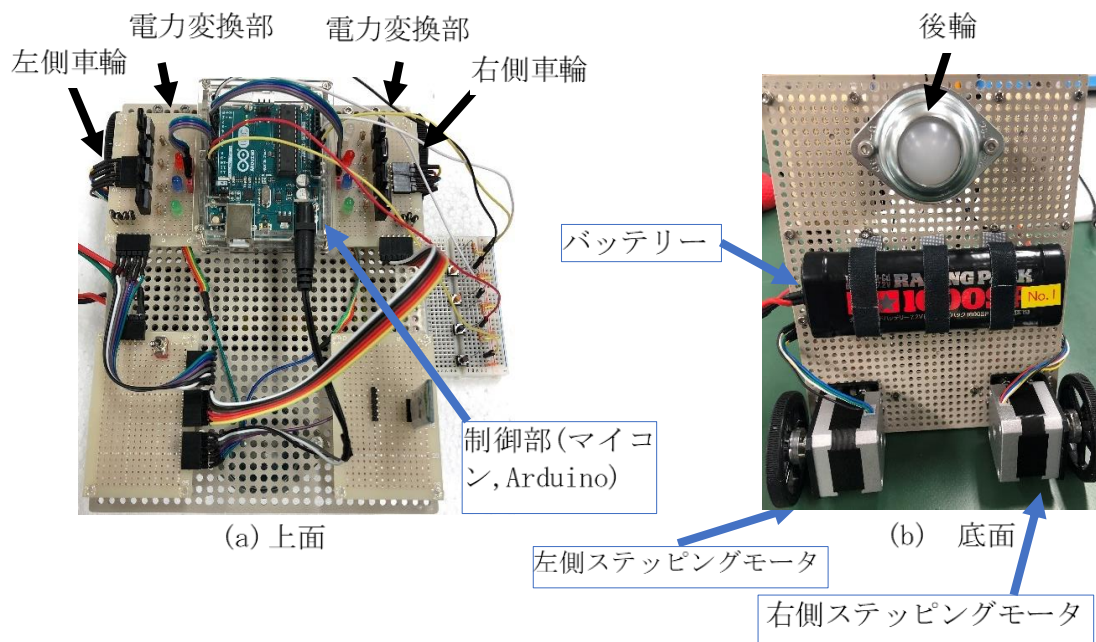 電力変換部
電力変換部
左側車輪
右側車輪
後輪
バッテリー
RACING PACK
No.1
制御部(マイコ
ン,Arduino)
(a) 上面
(b) 底面
左側ステッピングモータ
右側ステッピングモータ